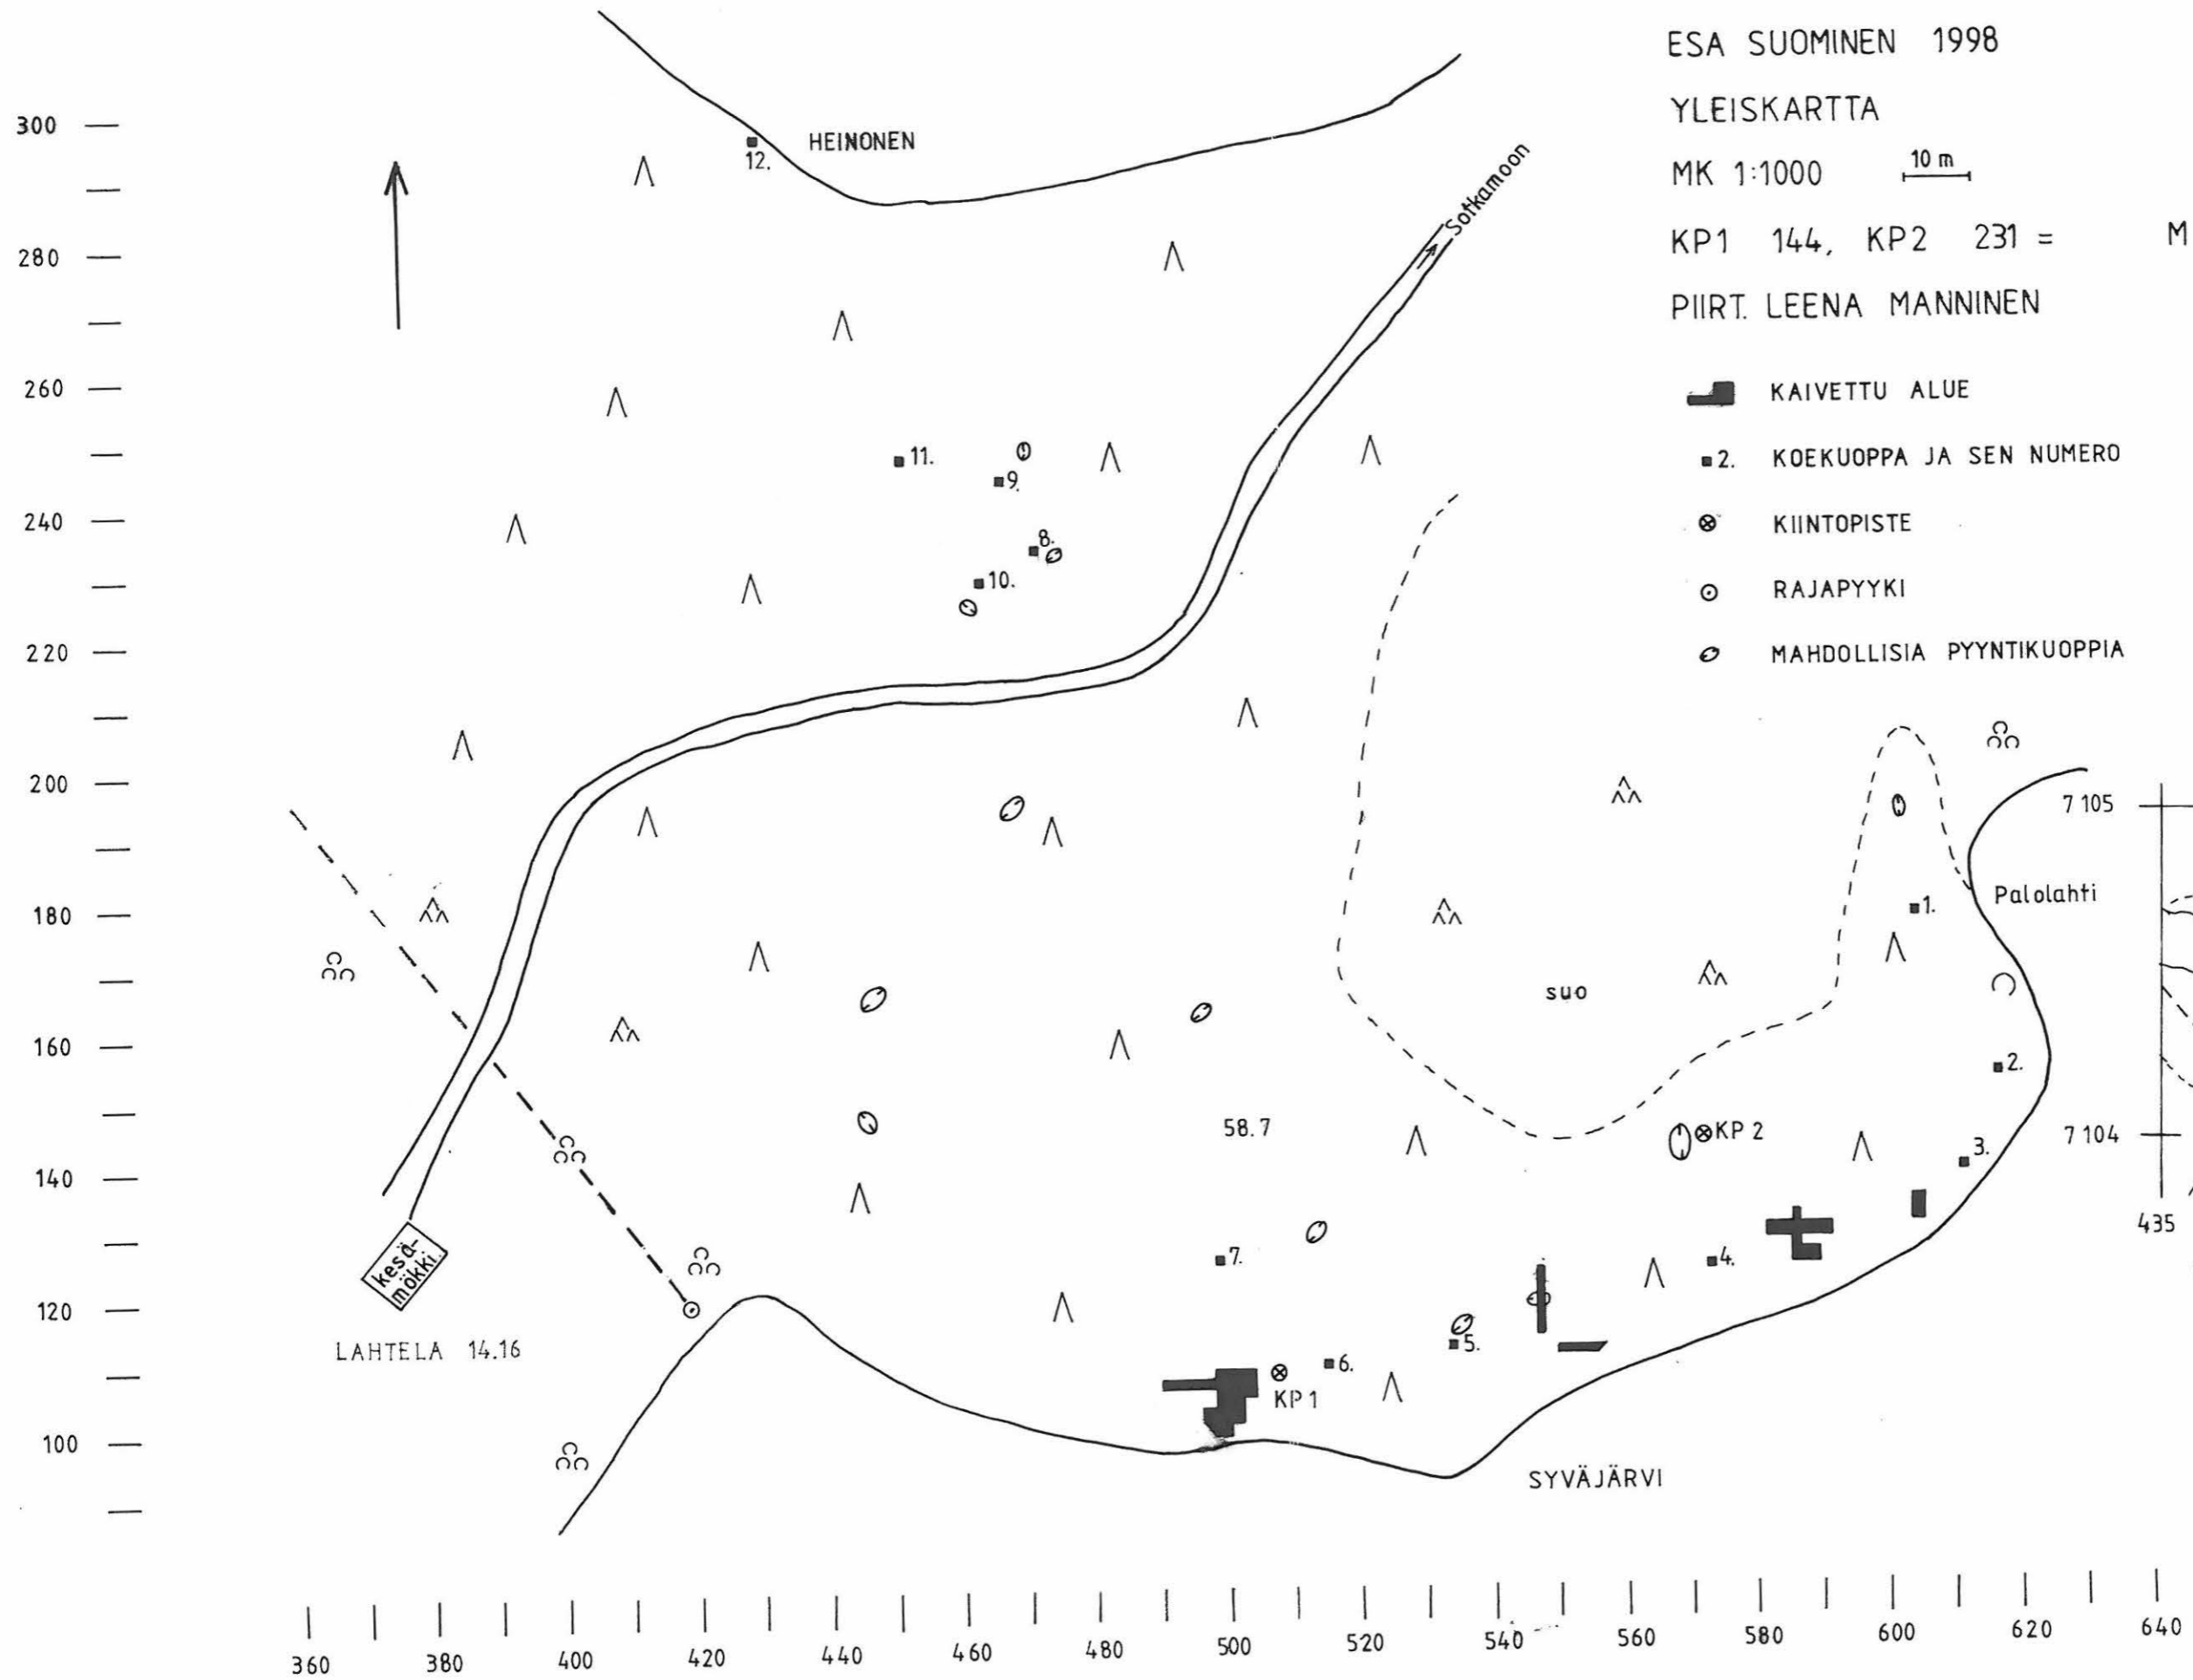 ESA SUOMINEN 1998
YLEISKARTTA
MK 1:1000 10 m
KP1 144, KP2 231 = M
PIIRT. LEENA MANNINEN
KAIVETTU ALUE
2. KOEKUOPPA JA SEN NUMERO
KIINTOPISTE
RAJAPYYKI
MAHDOLLISIA PYYNTIKUOPPIA
300
280
260
240
220
200
180
160
140
120
100
HEINONEN
12.
Sotkamoon
11.
9.
8.
10.
7 105
Palolahti
1.
suo
2.
58.7
KP 2
7 104
3.
435
7.
4.
kesä-
mökki
LAHTELA 14.16
5.
6.
KP 1
SYVÄJÄRVI
360 380 400 420 440 460 480 500 520 540 560 580 600 620 640